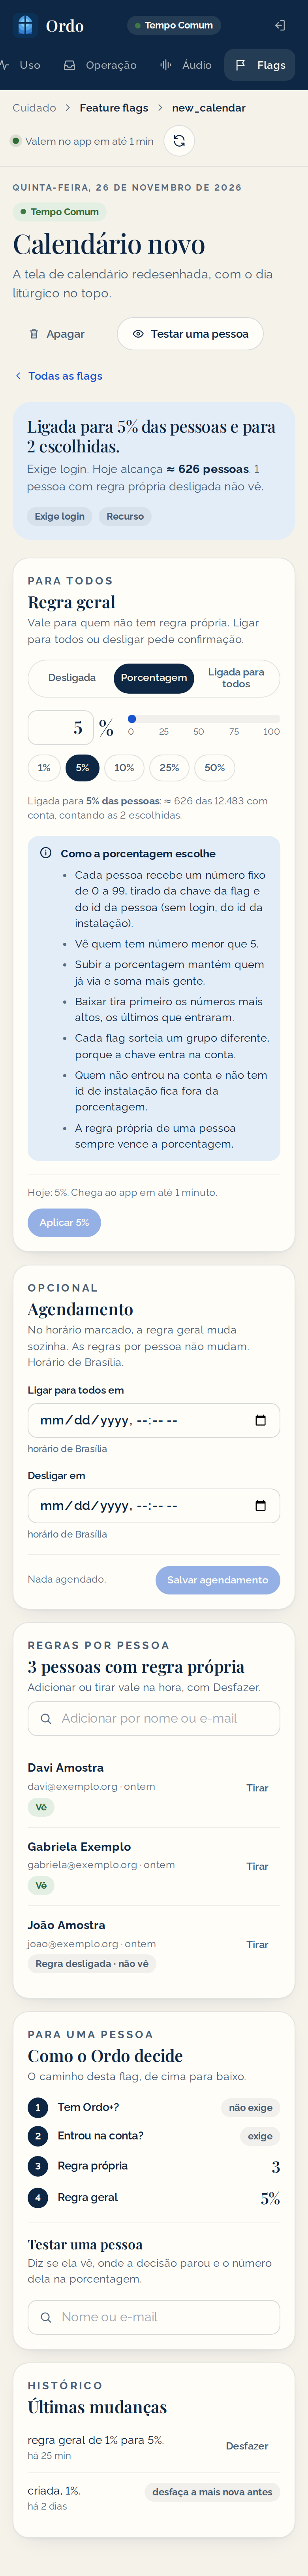 Ordo
Tempo Comum
Uso
Operação
Áudio
Flags
Cuidado > Feature flags > new_calendar
Valem no app em até 1 min
QUINTA-FEIRA, 26 DE NOVEMBRO DE 2026
Tempo Comum
Calendário novo
A tela de calendário redesenhada, com o dia
litúrgico no topo.
Apagar
Testar uma pessoa
Todas as flags
Ligada para 5% das pessoas e para
2 escolhidas.
Exige login. Hoje alcança ≈ 626 pessoas. 1
pessoa com regra própria desligada não vê.
Exige login
Recurso
PARA TODOS
Regra geral
Vale para quem não tem regra própria. Ligar
para todos ou desligar pede confirmação.
Desligada
Porcentagem
Ligada para
todos
5 %
0 25 50 75 100
1% 5% 10% 25% 50%
Ligada para 5% das pessoas: ≈ 626 das 12.483 com
conta, contando as 2 escolhidas.
Como a porcentagem escolhe
• Cada pessoa recebe um número fixo
de 0 a 99, tirado da chave da flag e
do id da pessoa (sem login, do id da
instalação).
• Vê quem tem número menor que 5.
• Subir a porcentagem mantém quem
já via e soma mais gente.
• Baixar tira primeiro os números mais
altos, os últimos que entraram.
• Cada flag sorteia um grupo diferente,
porque a chave entra na conta.
• Quem não entrou na conta e não tem
id de instalação fica fora da
porcentagem.
• A regra própria de uma pessoa
sempre vence a porcentagem.
Hoje: 5%. Chega ao app em até 1 minuto.
Aplicar 5%
OPCIONAL
Agendamento
No horário marcado, a regra geral muda
sozinha. As regras por pessoa não mudam.
Horário de Brasília.
Ligar para todos em
mm/dd/yyyy, --:-- --
horário de Brasília
Desligar em
mm/dd/yyyy, --:-- --
horário de Brasília
Nada agendado.
Salvar agendamento
REGRAS POR PESSOA
3 pessoas com regra própria
Adicionar ou tirar vale na hora, com Desfazer.
Adicionar por nome ou e-mail
Davi Amostra
davi@exemplo.org · ontem
Vê
Tirar
Gabriela Exemplo
gabriela@exemplo.org · ontem
Vê
Tirar
João Amostra
joao@exemplo.org · ontem
Regra desligada · não vê
Tirar
PARA UMA PESSOA
Como o Ordo decide
O caminho desta flag, de cima para baixo.
1 Tem Ordo+? não exige
2 Entrou na conta? exige
3 Regra própria 3
4 Regra geral 5%
Testar uma pessoa
Diz se ela vê, onde a decisão parou e o número
dela na porcentagem.
Nome ou e-mail
HISTÓRICO
Últimas mudanças
regra geral de 1% para 5%.
há 25 min
Desfazer
criada, 1%.
há 2 dias
desfaça a mais nova antes